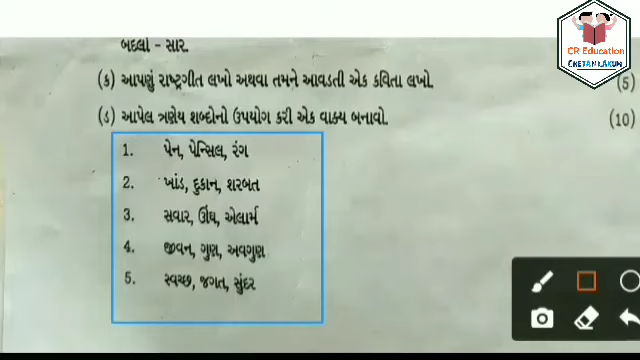 CR Education
CHETAN LAKUM
બદલો - સાર.
(ક) આપણું રાષ્ટ્રગીત લખો અથવા તમને આવડતી એક કવિતા લખો. (5)
(ડ) આપેલ ત્રણેય શબ્દોનો ઉપયોગ કરી એક વાક્ય બનાવો. (10)
1. પેન, પેન્સિલ, રંગ
2. ખાંડ, દુકાન, શરબત
3. સવાર, ઊંઘ, એલાર્મ
4. જીવન, ગુણ, અવગુણ
5. સ્વચ્છ, જગત, સુંદર